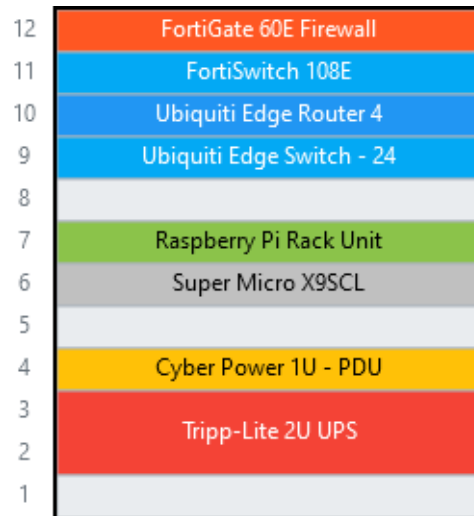 12 FortiGate 60E Firewall
11 FortiSwitch 108E
10 Ubiquiti Edge Router 4
9 Ubiquiti Edge Switch - 24
8
7 Raspberry Pi Rack Unit
6 Super Micro X9SCL
5
4 Cyber Power 1U - PDU
3
Tripp-Lite 2U UPS
2
1